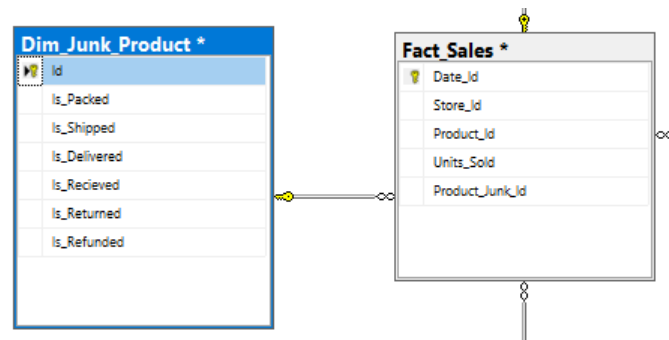 Dim_Junk_Product *
Id
Is_Packed
Is_Shipped
Is_Delivered
Is_Recieved
Is_Returned
Is_Refunded
Fact_Sales *
Date_Id
Store_Id
Product_Id
Units_Sold
Product_Junk_Id